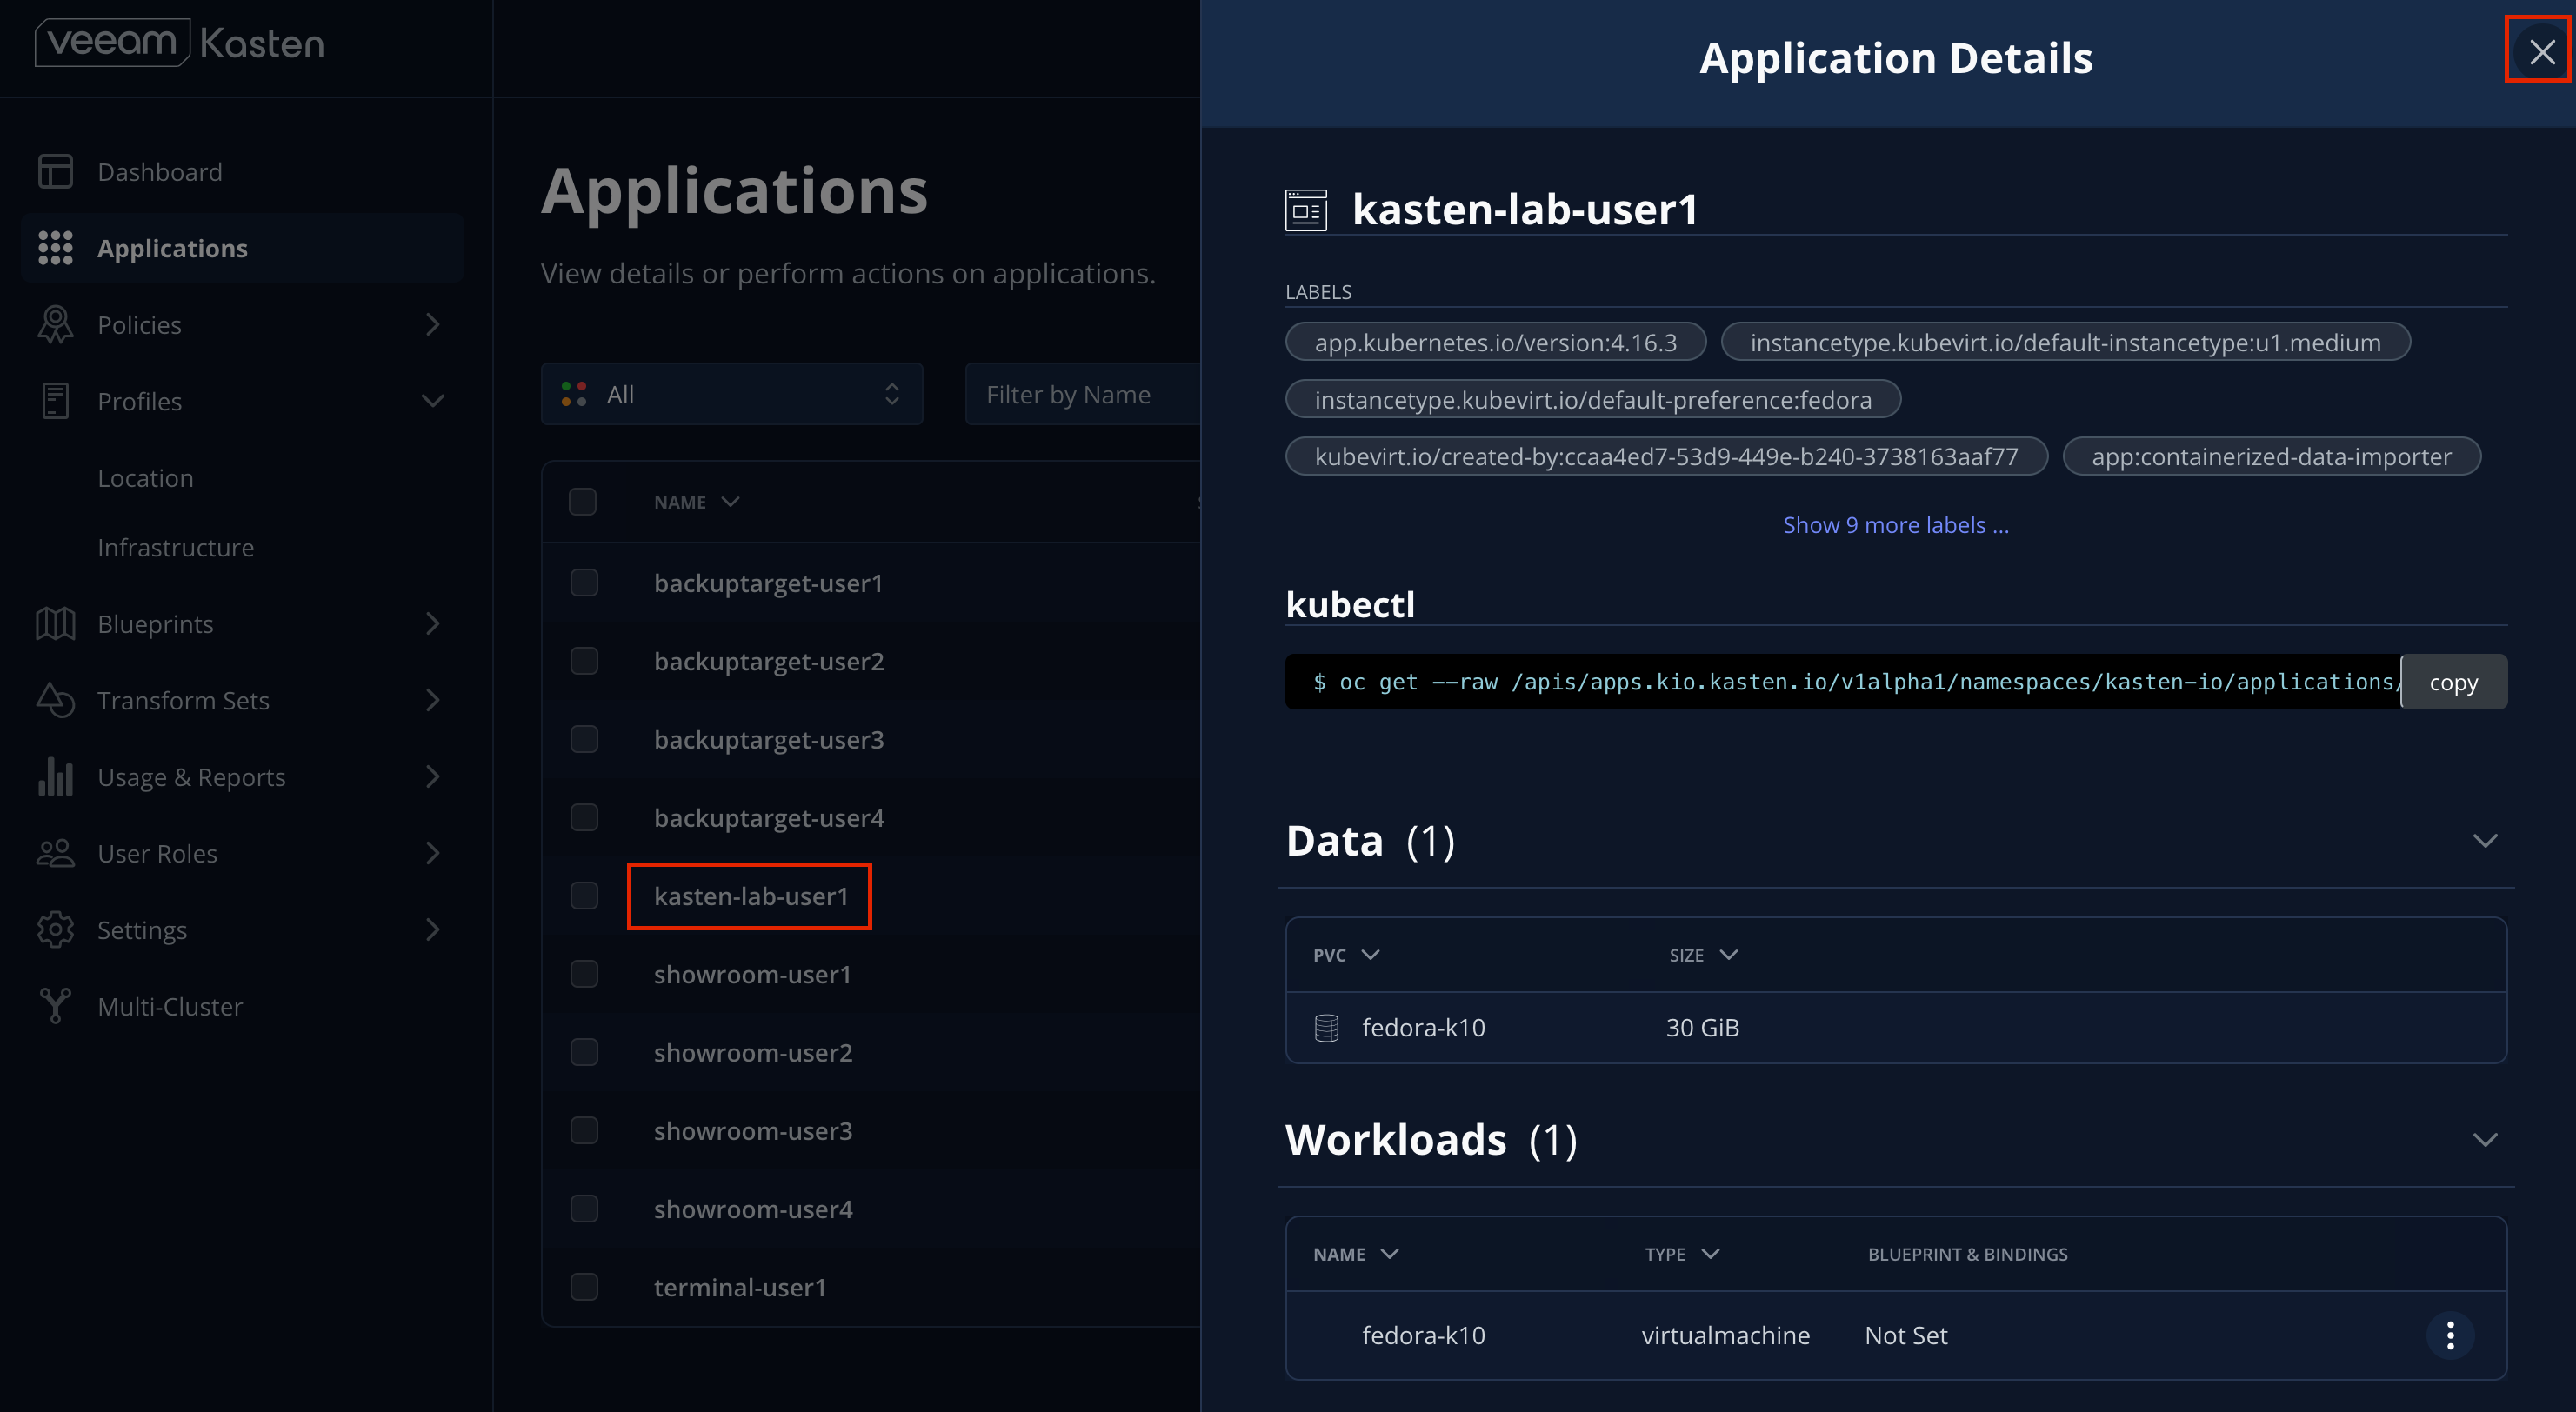 veeam Kasten
Dashboard
Applications
Policies
Profiles
Location
Infrastructure
Blueprints
Transform Sets
Usage & Reports
User Roles
Settings
Multi-Cluster
Applications
View details or perform actions on applications.
All
Filter by Name
NAME
backuptarget-user1
backuptarget-user2
backuptarget-user3
backuptarget-user4
kasten-lab-user1
showroom-user1
showroom-user2
showroom-user3
showroom-user4
terminal-user1
Application Details
kasten-lab-user1
LABELS
app.kubernetes.io/version:4.16.3 instancetype.kubevirt.io/default-instancetype:u1.medium
instancetype.kubevirt.io/default-preference:fedora
kubevirt.io/created-by:ccaa4ed7-53d9-449e-b240-3738163aaf77 app:containerized-data-importer
Show 9 more labels ...
kubectl
$ oc get --raw /apis/apps.kio.kasten.io/v1alpha1/namespaces/kasten-io/applications/ copy
Data (1)
PVC SIZE
fedora-k10 30 GiB
Workloads (1)
NAME TYPE BLUEPRINT & BINDINGS
fedora-k10 virtualmachine Not Set